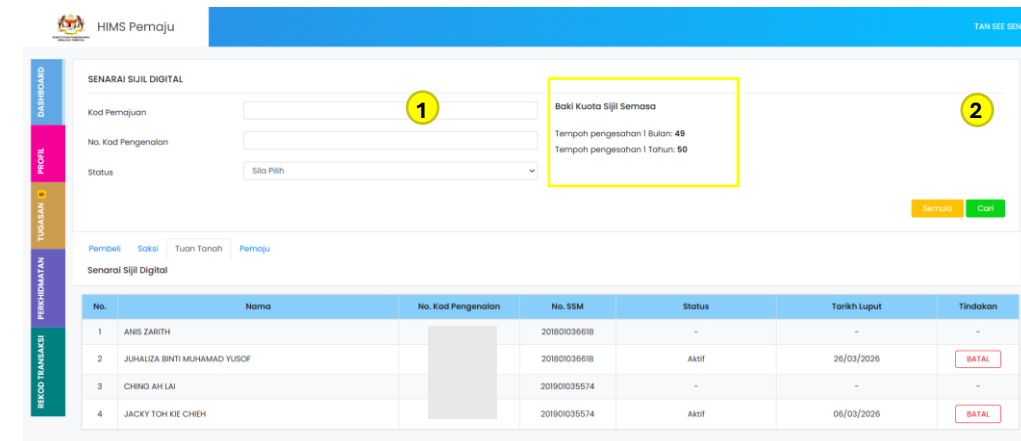 HIMS Pemaju
TAN SEE SEN
DASHBOARD
PROFIL
TUGASAN
PERKHIDMATAN
REKOD TRANSAKSI
SENARAI SIJIL DIGITAL
Kod Pemajuan
No. Kad Pengenalan
Status
Sila Pilih
1
Baki Kuota Sijil Semasa
Tempoh pengesahan 1 Bulan: 49
Tempoh pengesahan 1 Tahun: 50
2
Semula Cari
Pembeli Saksi Tuan Tanah Pemaju
Senarai Sijil Digital
No. Nama No. Kad Pengenalan No. SSM Status Tarikh Luput Tindakan
1 ANIS ZARITH 201801036618 - - -
2 JUHALIZA BINTI MUHAMAD YUSOF 201801036618 Aktif 26/03/2026 BATAL
3 CHING AH LAI 201901035574 - - -
4 JACKY TOH KIE CHIEH 201901035574 Aktif 06/03/2026 BATAL